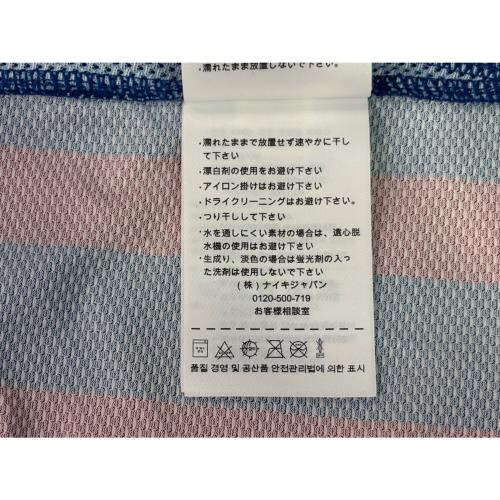 ・濡れたまま放置しないで下さい。
・濡れたままで放置せず速やかに干し
て下さい
・漂白剤の使用をお避け下さい
・アイロン掛けはお避け下さい
・ドライクリーニングはお避け下さい
・つり干しして下さい
・水を通しにくい素材の場合は、遠心脱
水機の使用はお避け下さい
・生成り、淡色の場合は蛍光剤の入っ
た洗剤は使用しないで下さい
(株)ナイキジャパン
0120-500-719
お客様相談室
품질 경영 및 공산품 안전관리법에 의한 표시